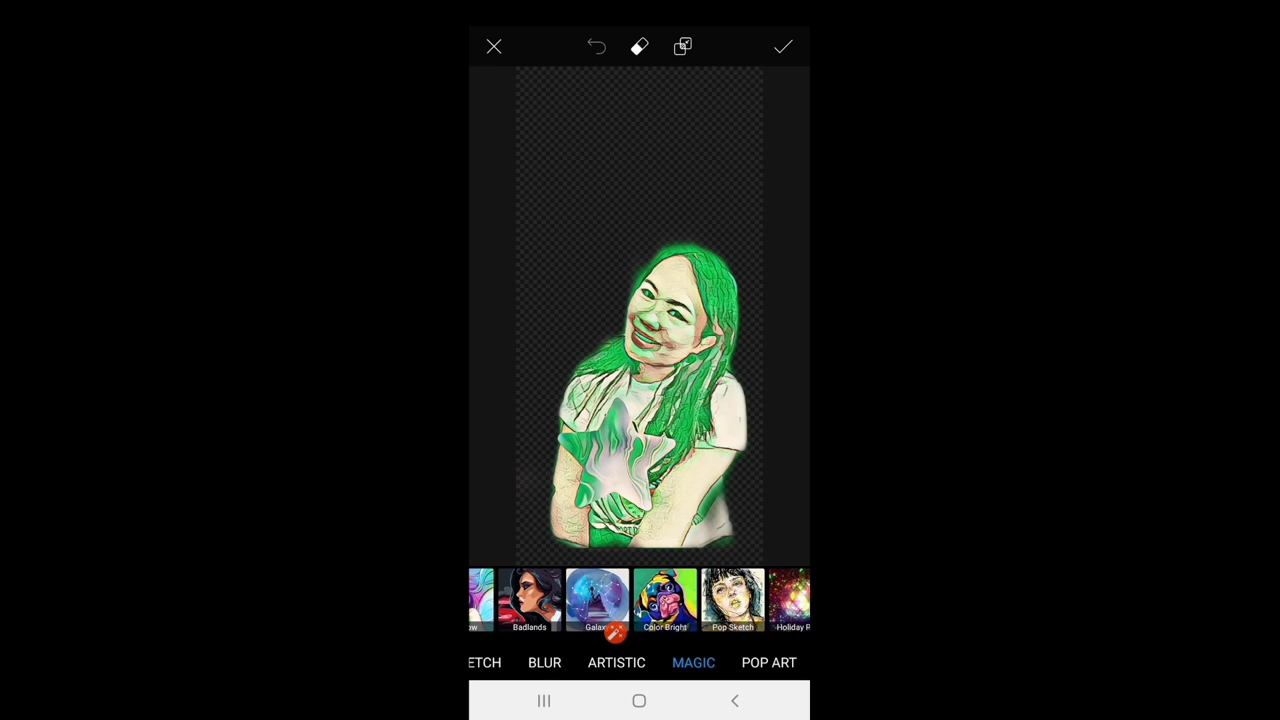 Badlands
Color Bright
Pop Sketch
ETCH
BLUR
ARTISTIC
MAGIC
POP ART